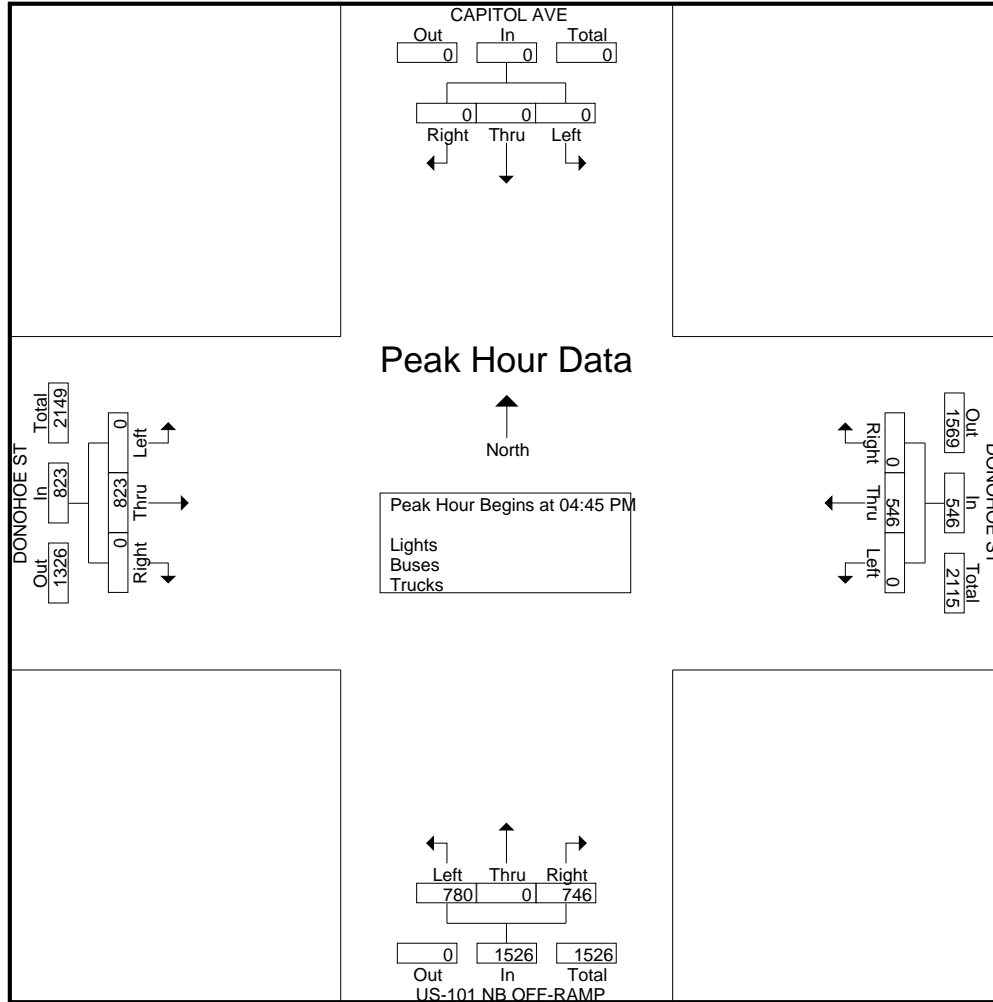 CAPITOL AVE
Out In Total
0 0 0
0 0 0
Right Thru Left
Peak Hour Data
North
Peak Hour Begins at 04:45 PM
Lights
Buses
Trucks
DONOHOE ST
Out In Total
1326 823 2149
0 823 0
Right Thru Left
DONOHOE ST
Out In Total
1569 546 2115
0 546 0
Right Thru Left
Left Thru Right
780 0 746
0 1526 1526
Out In Total
US-101 NB OFF-RAMP